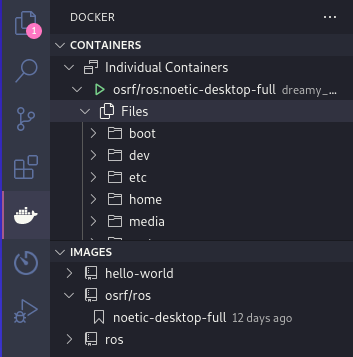 DOCKER
1
CONTAINERS
Individual Containers
osrf/ros:noetic-desktop-full dreamy_...
Files
boot
dev
etc
home
media
IMAGES
hello-world
osrf/ros
noetic-desktop-full 12 days ago
ros